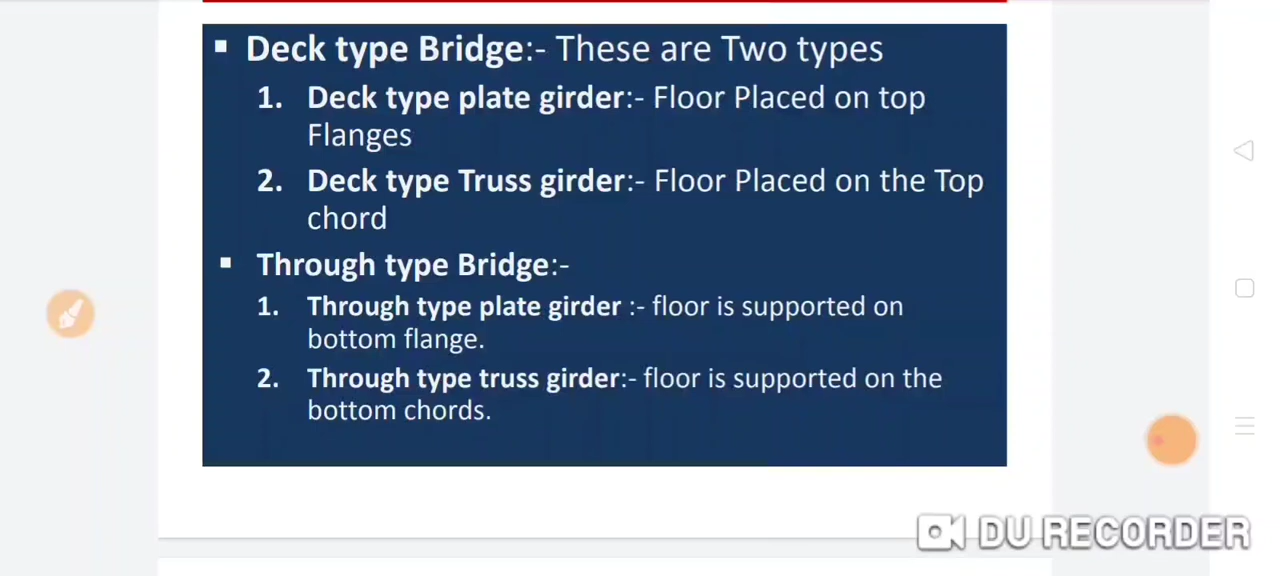 ▪ Deck type Bridge:- These are Two types
1. Deck type plate girder:- Floor Placed on top
Flanges
2. Deck type Truss girder:- Floor Placed on the Top
chord
▪ Through type Bridge:-
1. Through type plate girder :- floor is supported on
bottom flange.
2. Through type truss girder:- floor is supported on the
bottom chords.
DU RECORDER